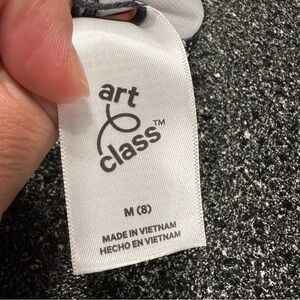 art
class™
M (8)
MADE IN VIETNAM
HECHO EN VIETNAM